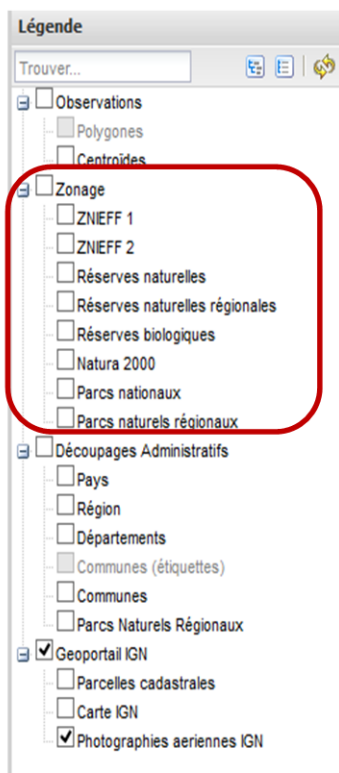 Légende
Trouver...
Observations
Polygones
Centroïdes
Zonage
ZNIEFF 1
ZNIEFF 2
Réserves naturelles
Réserves naturelles régionales
Réserves biologiques
Natura 2000
Parcs nationaux
Parcs naturels régionaux
Découpages Administratifs
Pays
Région
Départements
Communes (étiquettes)
Communes
Parcs Naturels Régionaux
Geoportail IGN
Parcelles cadastrales
Carte IGN
Photographies aeriennes IGN